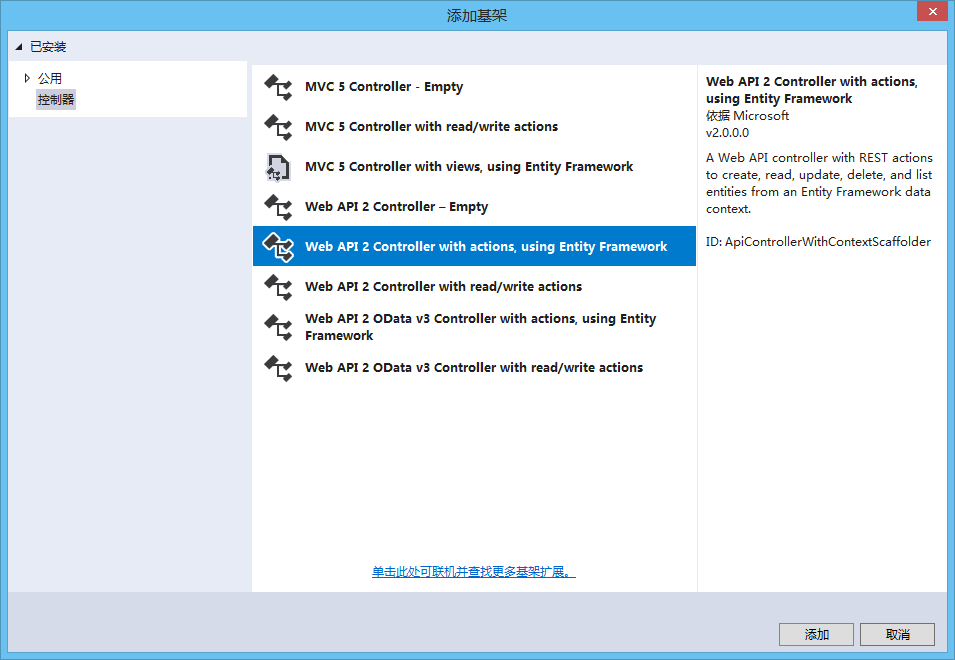 添加基架
已安装
公用
控制器
MVC 5 Controller - Empty
MVC 5 Controller with read/write actions
MVC 5 Controller with views, using Entity Framework
Web API 2 Controller – Empty
Web API 2 Controller with actions, using Entity Framework
Web API 2 Controller with read/write actions
Web API 2 OData v3 Controller with actions, using Entity
Framework
Web API 2 OData v3 Controller with read/write actions
单击此处可联机并查找更多基架扩展。
Web API 2 Controller with actions,
using Entity Framework
依据 Microsoft
v2.0.0.0
A Web API controller with REST actions
to create, read, update, delete, and list
entities from an Entity Framework data
context.
ID: ApiControllerWithContextScaffolder
添加
取消